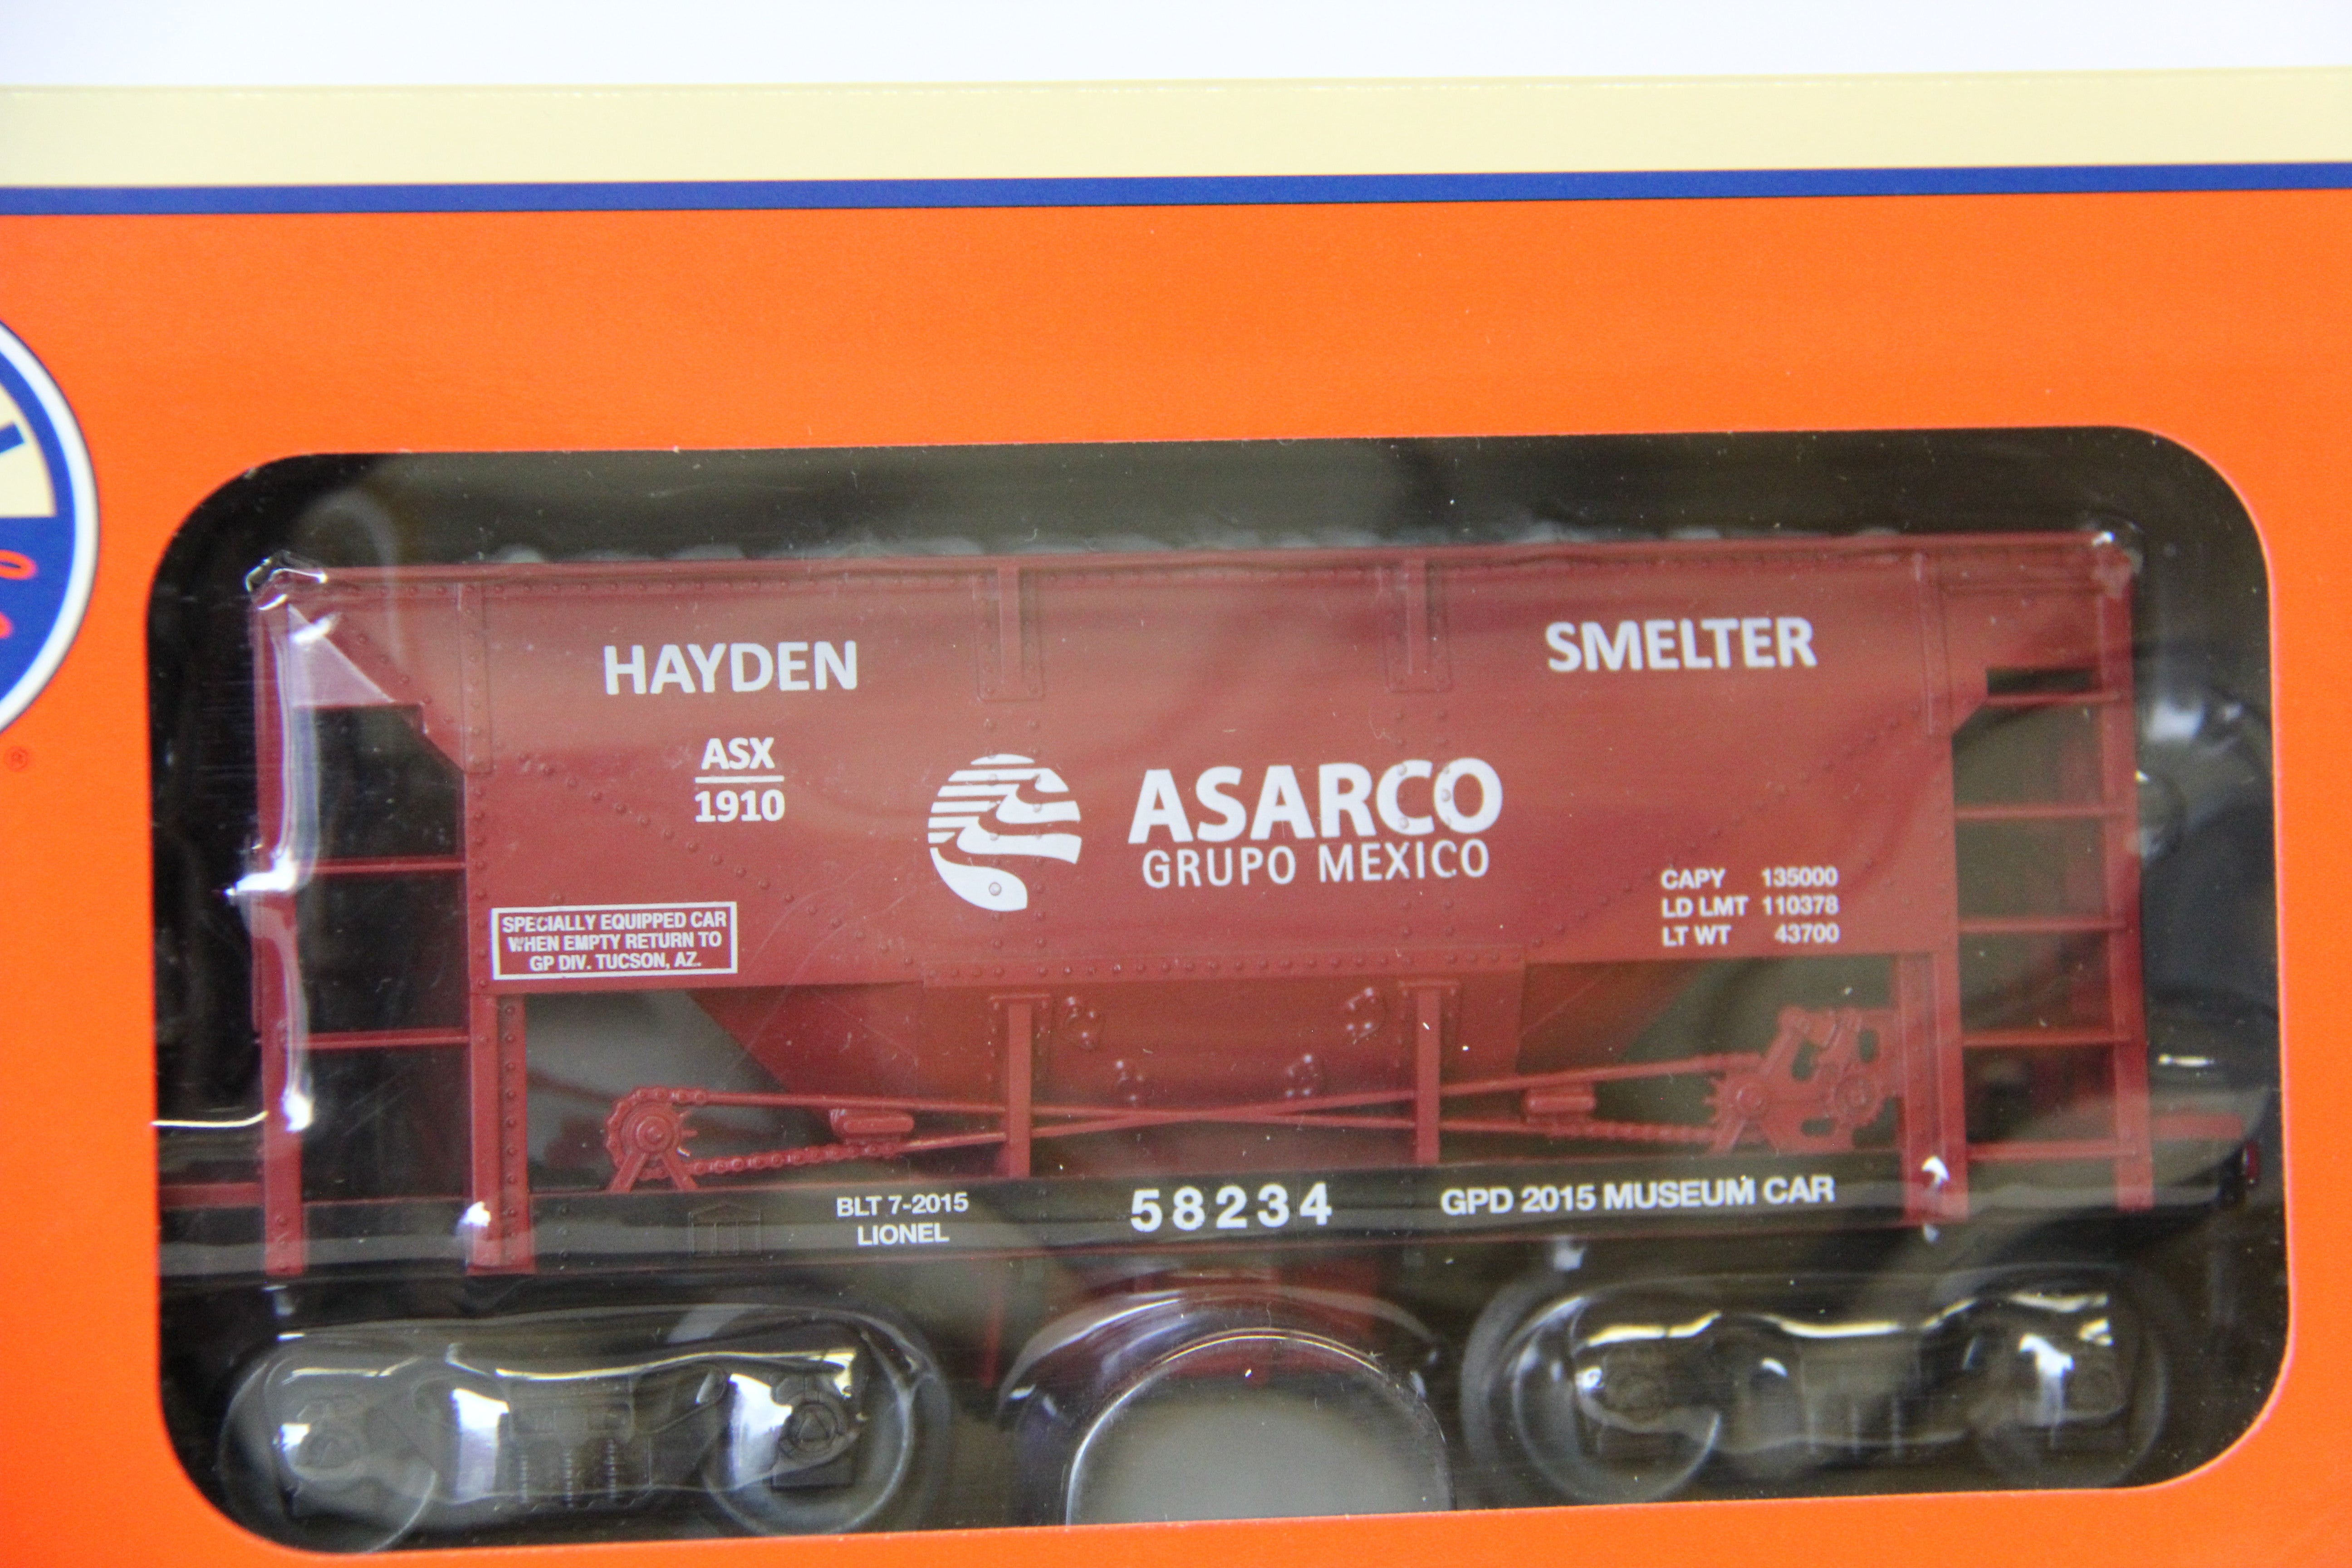 HAYDEN
SMELTER
ASX
1910
ASARCO
GRUPO MEXICO
CAPY 135000
LD LMT 110378
LT WT 43700
SPECIALLY EQUIPPED CAR
WHEN EMPTY RETURN TO
GP DIV. TUCSON, AZ.
BLT 7-2015
LIONEL
58234
GPD 2015 MUSEUM CAR
®